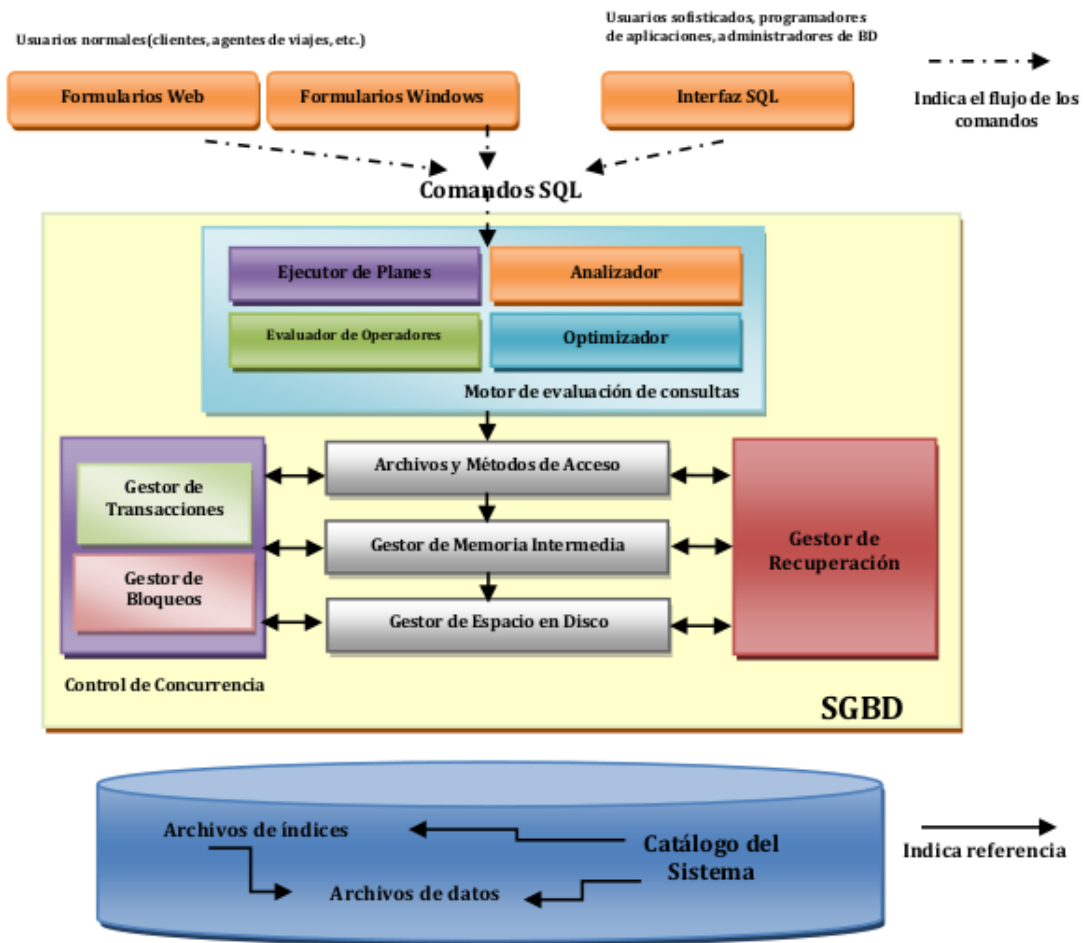 Usuarios normales(clientes, agentes de viajes, etc.)
Usuarios sofisticados, programadores
de aplicaciones, administradores de BD
Formularios Web
Formularios Windows
Interfaz SQL
Indica el flujo de los
comandos
Comandos SQL
Ejecutor de Planes
Analizador
Evaluador de Operadores
Optimizador
Motor de evaluación de consultas
Gestor de
Transacciones
Gestor de
Bloqueos
Control de Concurrencia
Archivos y Métodos de Acceso
Gestor de Memoria Intermedia
Gestor de Espacio en Disco
Gestor de
Recuperación
SGBD
Archivos de índices
Catálogo del
Sistema
Archivos de datos
Indica referencia